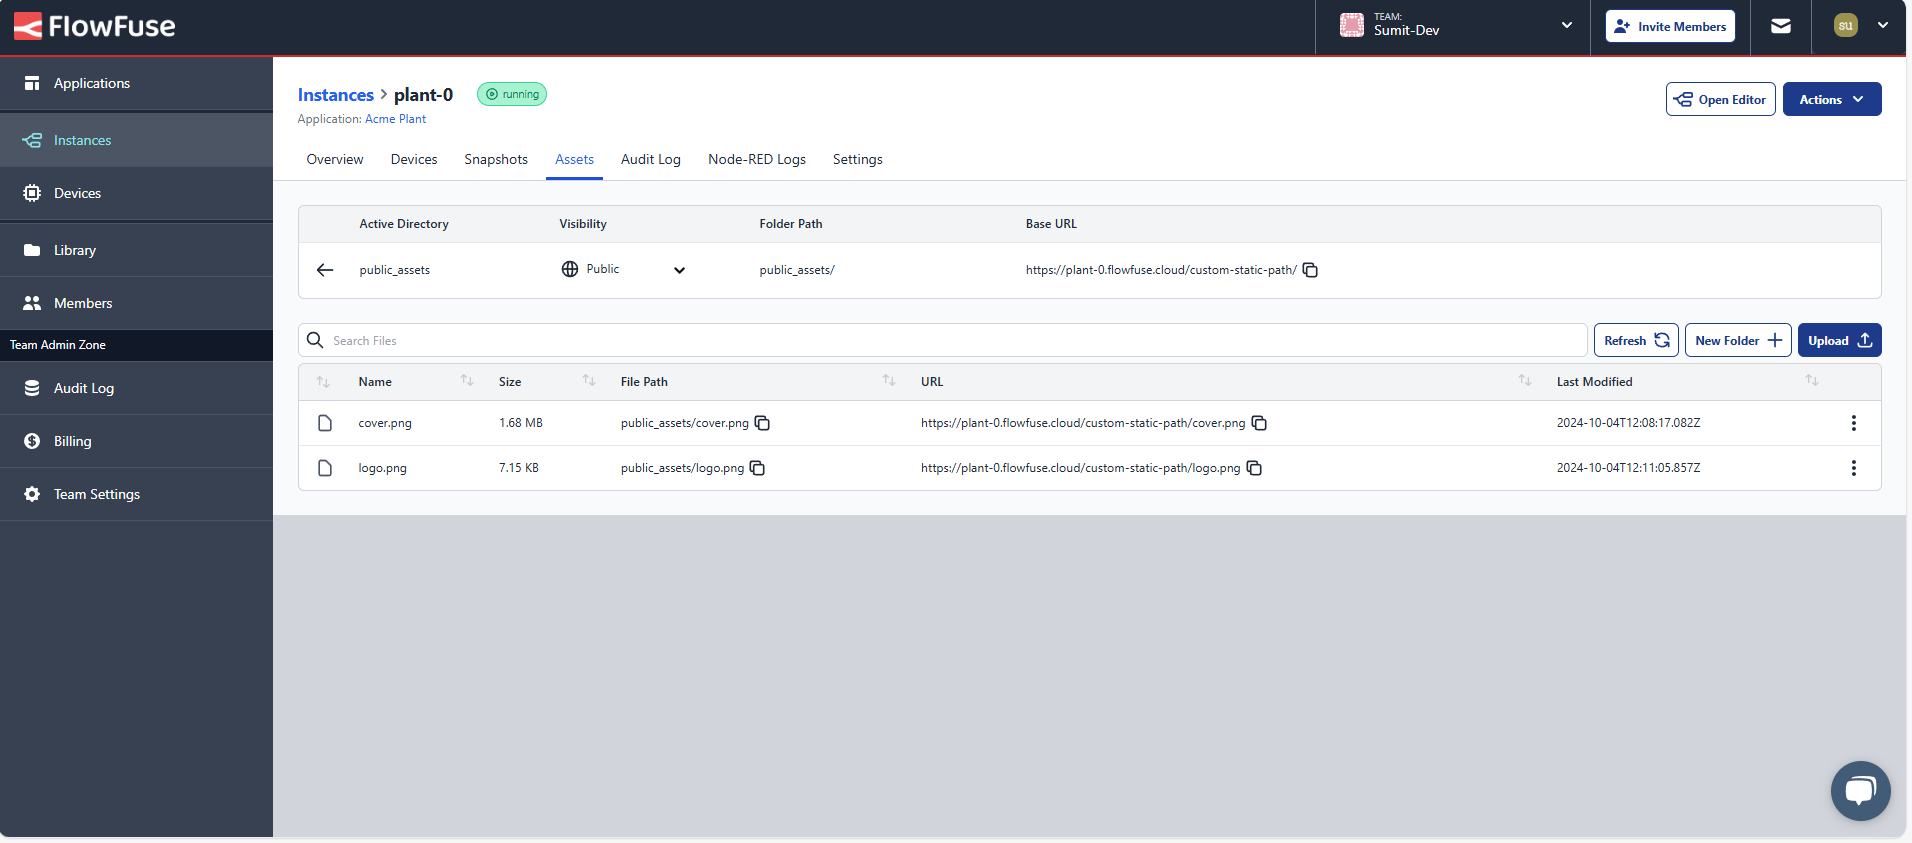 FlowFuse
TEAM:
Sumit-Dev
Invite Members
su
Applications
Instances
Devices
Library
Members
Team Admin Zone
Audit Log
Billing
Team Settings
Instances > plant-0 running
Application: Acme Plant
Open Editor
Actions
Overview Devices Snapshots Assets Audit Log Node-RED Logs Settings
Active Directory Visibility Folder Path Base URL
public_assets Public public_assets/ https://plant-0.flowfuse.cloud/custom-static-path/
Search Files Refresh New Folder Upload
Name Size File Path URL Last Modified
cover.png 1.68 MB public_assets/cover.png https://plant-0.flowfuse.cloud/custom-static-path/cover.png 2024-10-04T12:08:17.082Z
logo.png 7.15 KB public_assets/logo.png https://plant-0.flowfuse.cloud/custom-static-path/logo.png 2024-10-04T12:11:05.857Z